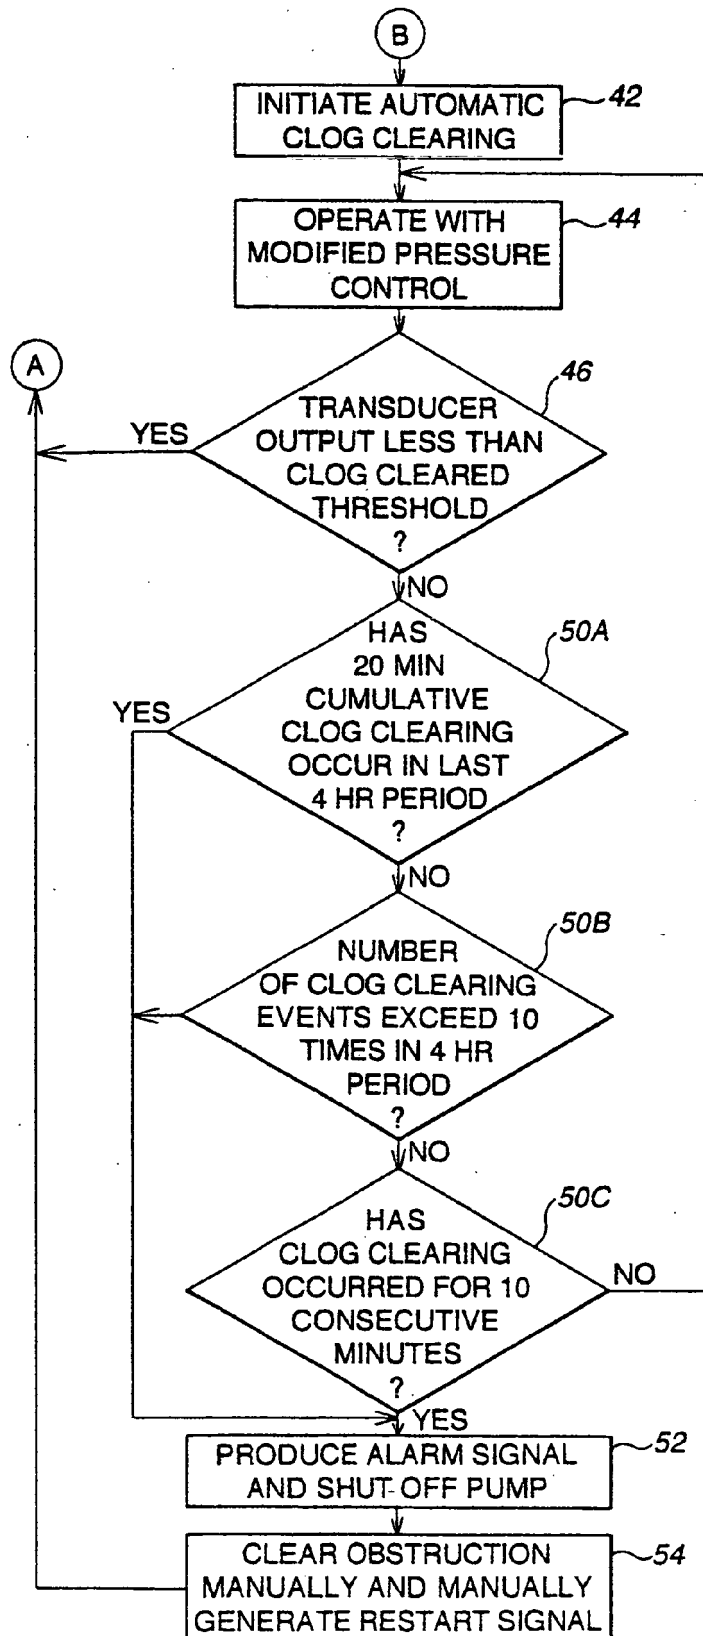 B
INITIATE AUTOMATIC
CLOG CLEARING
42
OPERATE WITH
MODIFIED PRESSURE
CONTROL
44
A
46
TRANSDUCER
OUTPUT LESS THAN
CLOG CLEARED
THRESHOLD
?
YES
NO
50A
HAS
20 MIN
CUMULATIVE
CLOG CLEARING
OCCUR IN LAST
4 HR PERIOD
?
YES
NO
50B
NUMBER
OF CLOG CLEARING
EVENTS EXCEED 10
TIMES IN 4 HR
PERIOD
?
NO
50C
HAS
CLOG CLEARING
OCCURRED FOR 10
CONSECUTIVE
MINUTES
?
NO
YES
PRODUCE ALARM SIGNAL
AND SHUT OFF PUMP
52
CLEAR OBSTRUCTION
MANUALLY AND MANUALLY
GENERATE RESTART SIGNAL
54